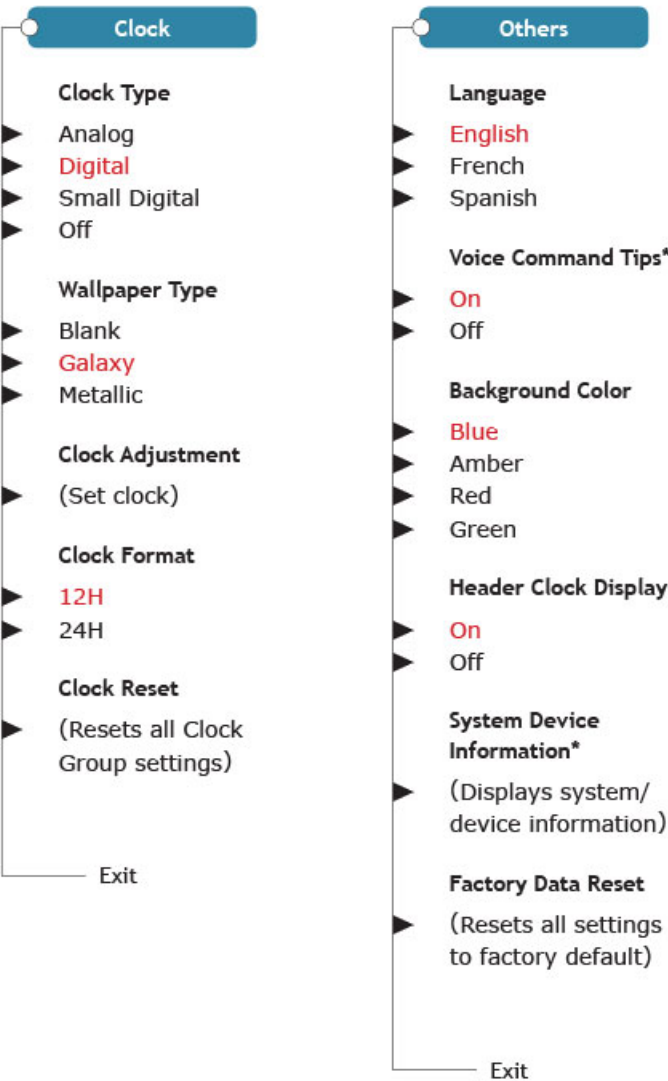 Clock
Clock Type
Analog
Digital
Small Digital
Off
Wallpaper Type
Blank
Galaxy
Metallic
Clock Adjustment
(Set clock)
Clock Format
12H
24H
Clock Reset
(Resets all Clock
Group settings)
Exit
Others
Language
English
French
Spanish
Voice Command Tips*
On
Off
Background Color
Blue
Amber
Red
Green
Header Clock Display
On
Off
System Device
Information*
(Displays system/
device information)
Factory Data Reset
(Resets all settings
to factory default)
Exit